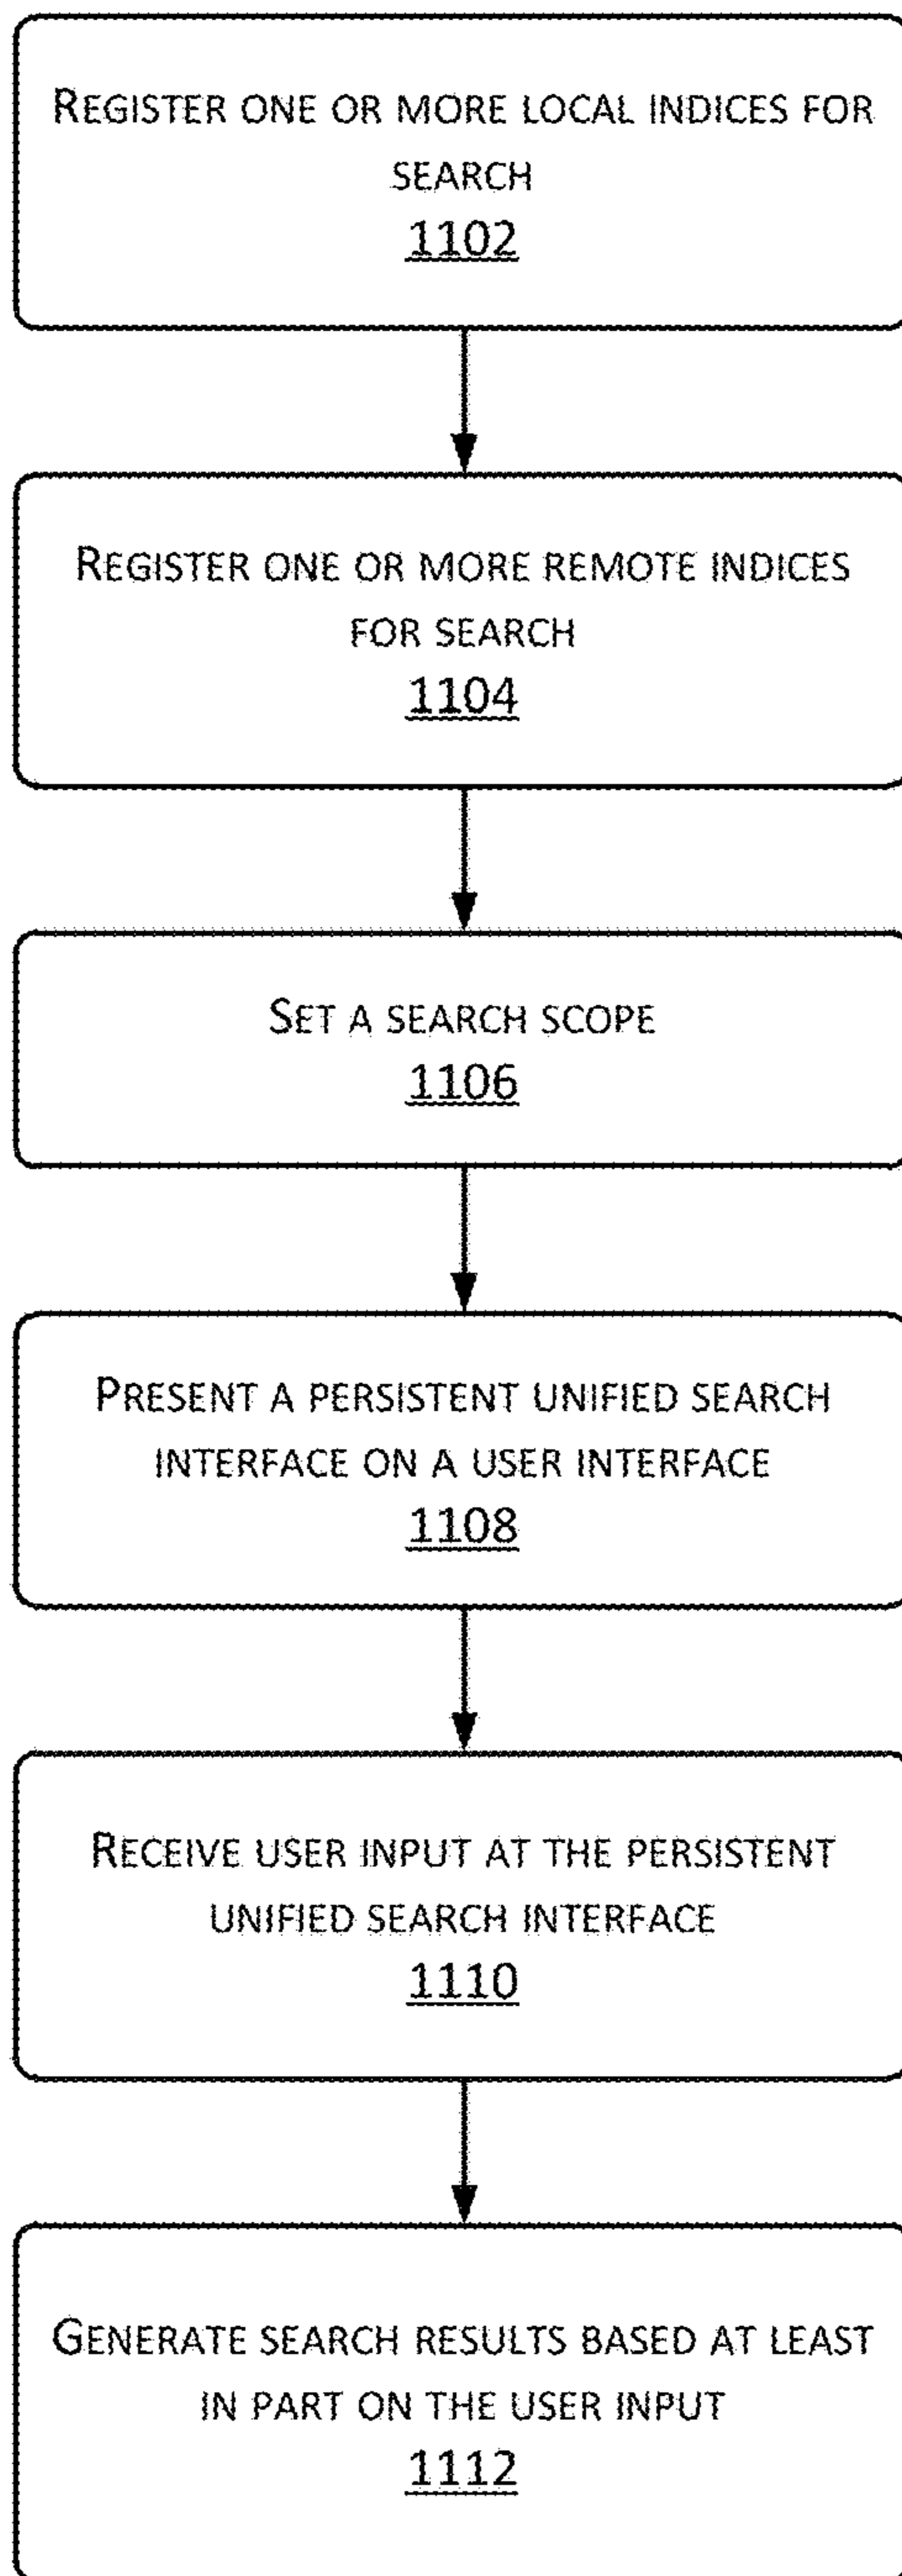 REGISTER ONE OR MORE LOCAL INDICES FOR
SEARCH
1102
REGISTER ONE OR MORE REMOTE INDICES
FOR SEARCH
1104
SET A SEARCH SCOPE
1106
PRESENT A PERSISTENT UNIFIED SEARCH
INTERFACE ON A USER INTERFACE
1108
RECEIVE USER INPUT AT THE PERSISTENT
UNIFIED SEARCH INTERFACE
1110
GENERATE SEARCH RESULTS BASED AT LEAST
IN PART ON THE USER INPUT
1112